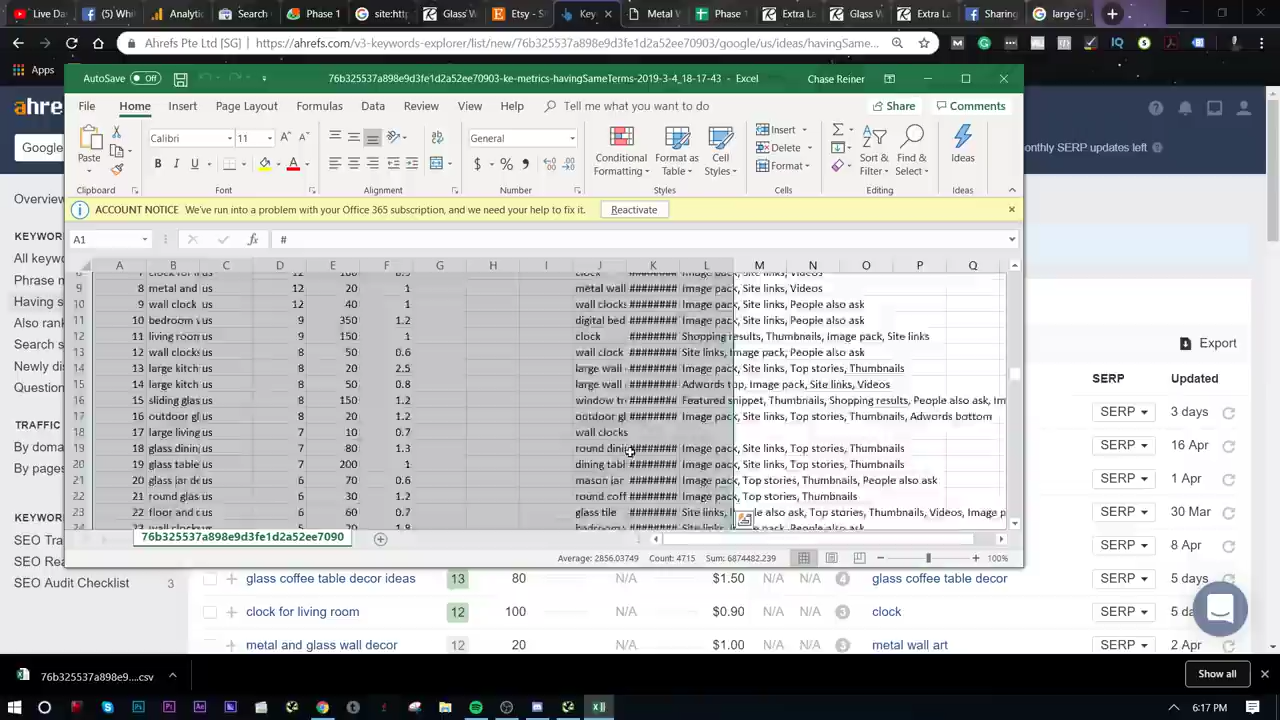 Live Da
S
Analytic
Search
Phase 1
site:http
Glass W
Etsy - S
Key
Metal W
Phase 1
Extra La
Glass W
Extra La
Sharing
large gl
Ahrefs Pte Ltd [SG] | https://ahrefs.com/v3-keywords-explorer/list/new/76b325537a898e9d3fe1d2a52ee70903/google/us/ideas/havingSame...
Apps
AutoSave Off
76b325537a898e9d3fe1d2a52ee70903-ke-metrics-havingSameTerms-2019-3-4_18-17-43 - Excel
Chase Reiner
File Home Insert Page Layout Formulas Data Review View Help Tell me what you want to do Share Comments
Paste
Calibri 11
B I U
General
$ % ,
Conditional Formatting
Format as Table
Cell Styles
Insert
Delete
Format
Sort & Filter
Find & Select
Ideas
Clipboard Font Alignment Number Styles Cells Editing Ideas
ACCOUNT NOTICE We've run into a problem with your Office 365 subscription, and we need your help to fix it. Reactivate
A1 fx #
A B C D E F G H I J K L M N O P Q
9 8 metal and us 12 20 1 metal wall ######## Image pack, Site links, Videos
10 9 wall clock us 12 40 1 wall clocks ######## Image pack, Site links, People also ask
11 10 bedroom us 9 350 1.2 digital bed ######## Image pack, Site links, People also ask
12 11 living room us 9 150 1 clock ######## Shopping results, Thumbnails, Image pack, Site links
13 12 wall clocks us 8 50 0.6 wall clock ######## Site links, Image pack, People also ask
14 13 large wall us 8 20 2.5 large wall ######## Image pack, Site links, Top stories, Thumbnails
15 14 large kitch us 8 50 0.8 large wall ######## Adwords top, Image pack, Site links, Videos
16 15 sliding glas us 8 150 1.2 window tr ######## Featured snippet, Thumbnails, Shopping results, People also ask, Im
17 16 outdoor gl us 8 20 1.2 outdoor gl ######## Image pack, Site links, Top stories, Thumbnails, Adwords bottom
18 17 large living us 7 10 0.7 wall clocks
19 18 glass dinin us 7 80 1.3 round dinin ######## Image pack, Site links, Top stories, Thumbnails
20 19 glass table us 7 200 1 dining tabl ######## Image pack, Site links, Top stories, Thumbnails
21 20 glass jar de us 6 70 0.6 mason jar ######## Image pack, Top stories, Thumbnails, People also ask
22 21 round glas us 6 30 1.2 round coff ######## Image pack, Top stories, Thumbnails
23 22 floor and d us 6 60 0.7 glass tile ######## Site links, People also ask, Top stories, Thumbnails, Videos, Image p
76b325537a898e9d3fe1d2a52ee7090
Average: 2856.03749 Count: 4715 Sum: 6874482.239 100%
ahre
Google
onthly SERP updates left
Overview
KEYWOR
All keywo
Phrase m
Having s
Also rank
Search s
Newly di
Question
TRAFFIC
By doma
By pages
KEYWOR
SEO Tra
SEO Rea
SEO Audit Checklist 3
Export
SERP Updated
SERP 3 days
SERP 16 Apr
SERP 1 Apr
SERP 30 Mar
SERP 8 Apr
glass coffee table decor ideas 13 80 N/A $1.50 N/A N/A 4 glass coffee table decor SERP 5 days
clock for living room 12 100 N/A $0.90 N/A N/A 3 clock SERP 5 da
metal and glass wall decor 12 20 N/A $1.00 N/A N/A 3 metal wall art SERP 2 Apr
76b325537a898e9....csv
Show all
6:17 PM